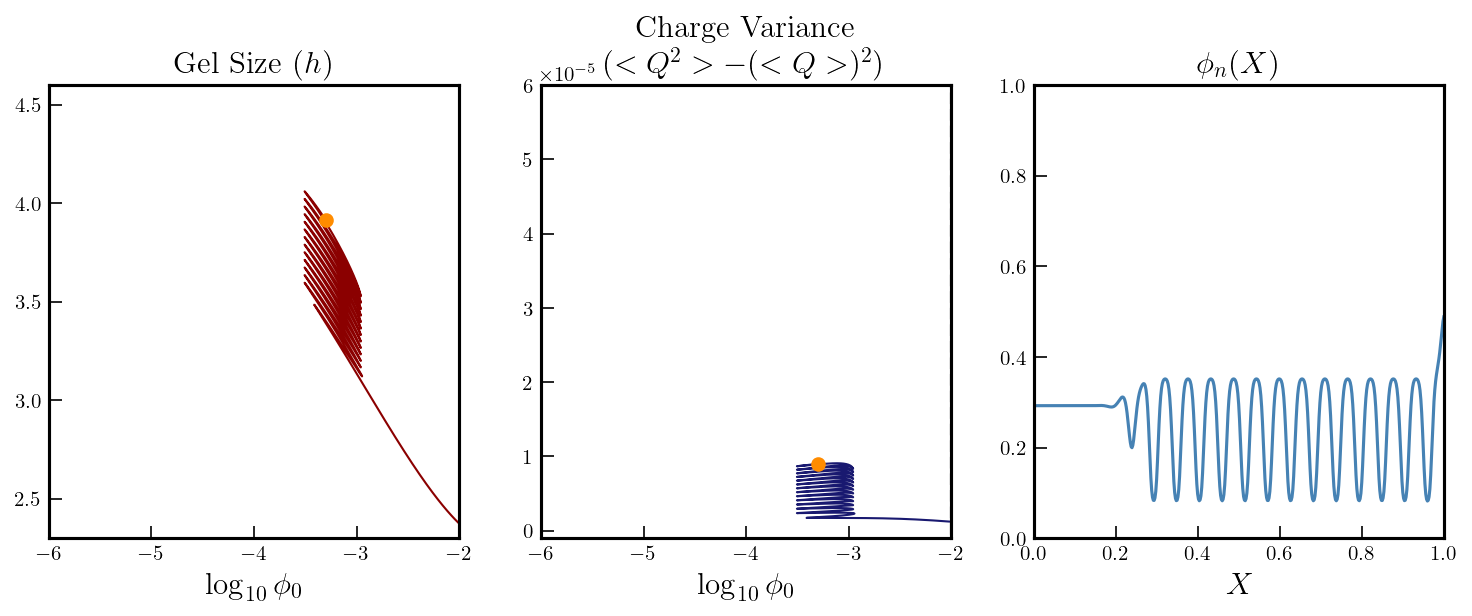 Gel Size (h)
4.5
4.0
3.5
3.0
2.5
−6 −5 −4 −3 −2
log₁₀ ϕ₀
Charge Variance
×10⁻⁵ (< Q² > −(< Q >)²)
6
5
4
3
2
1
0
−6 −5 −4 −3 −2
log₁₀ ϕ₀
ϕₙ(X)
1.0
0.8
0.6
0.4
0.2
0.0
0.0 0.2 0.4 0.6 0.8 1.0
X